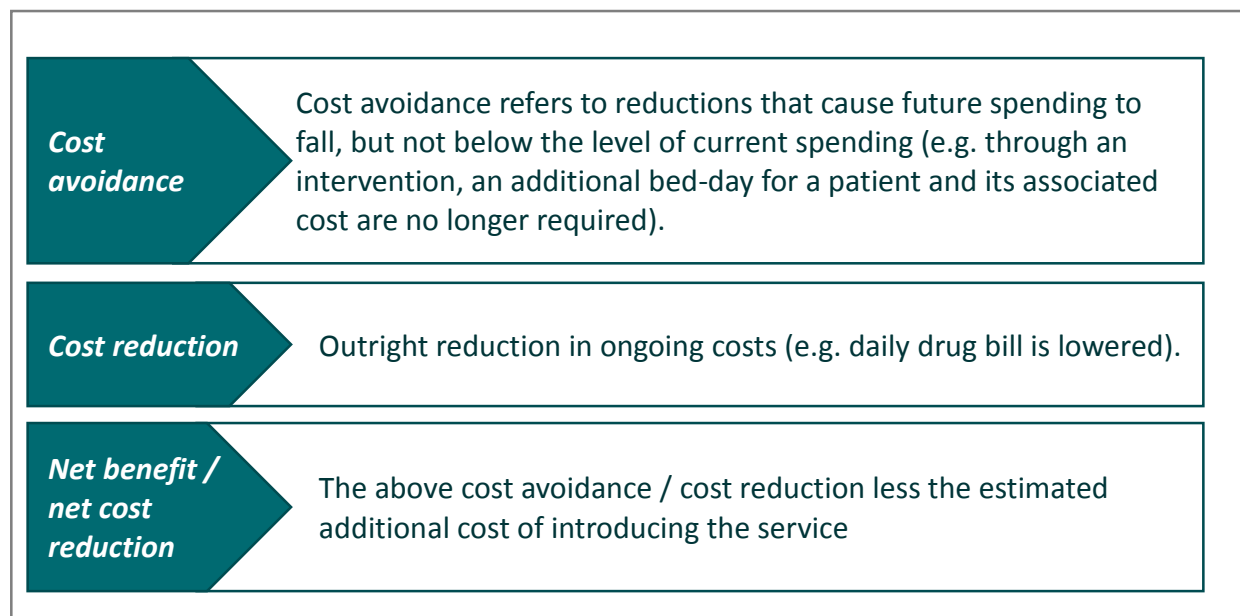 Cost
avoidance
Cost avoidance refers to reductions that cause future spending to
fall, but not below the level of current spending (e.g. through an
intervention, an additional bed-day for a patient and its associated
cost are no longer required).
Cost reduction
Outright reduction in ongoing costs (e.g. daily drug bill is lowered).
Net benefit /
net cost
reduction
The above cost avoidance / cost reduction less the estimated
additional cost of introducing the service